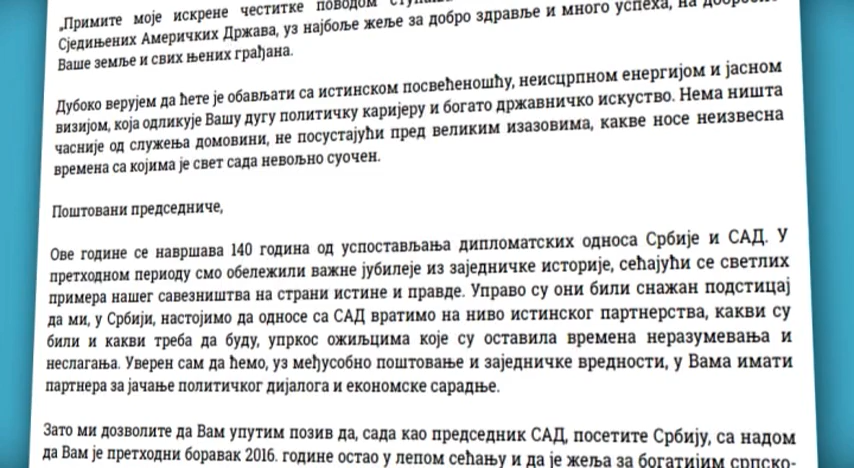 „Примите моје искрене честитке поводом
Сједињених Америчких Држава, уз најбоље жеље за добро здравље и много успеха, на
Ваше земље и свих њених грађана.
Дубоко верујем да ћете је обављати са истинском посвећеношћу, неисцрпном енергијом и јасном
визијом, која одликује Вашу дугу политичку каријеру и богато државничко искуство. Нема ништа
часније од служења домовини, не посустајући пред великим изазовима, какве носе неизвесна
времена са којима је свет сада невољно суочен.
Поштовани председниче,
Ове године се навршава 140 година од успостављања дипломатских односа Србије и САД. У
претходном периоду смо обележили важне јубилеје из заједничке историје, сећајући се светлих
примера нашег савезништва на страни истине и правде. Управо су они били снажан подстицај
да ми, у Србији, настојимо да односе са САД вратимо на ниво истинског партнерства, какви су
били и какви треба да буду, упркос ожиљцима које су оставила времена неразумевања и
неслагања. Уверен сам да ћемо, уз међусобно поштовање и заједничке вредности, у Вама имати
партнера за јачање политичког дијалога и економске сарадње.
Зато ми дозволите да Вам упутим позив да, сада као председник САД, посетите Србију, са надом
да Вам је претходни боравак 2016. године остао у лепом сећању и да је жеља за богатијим српско-